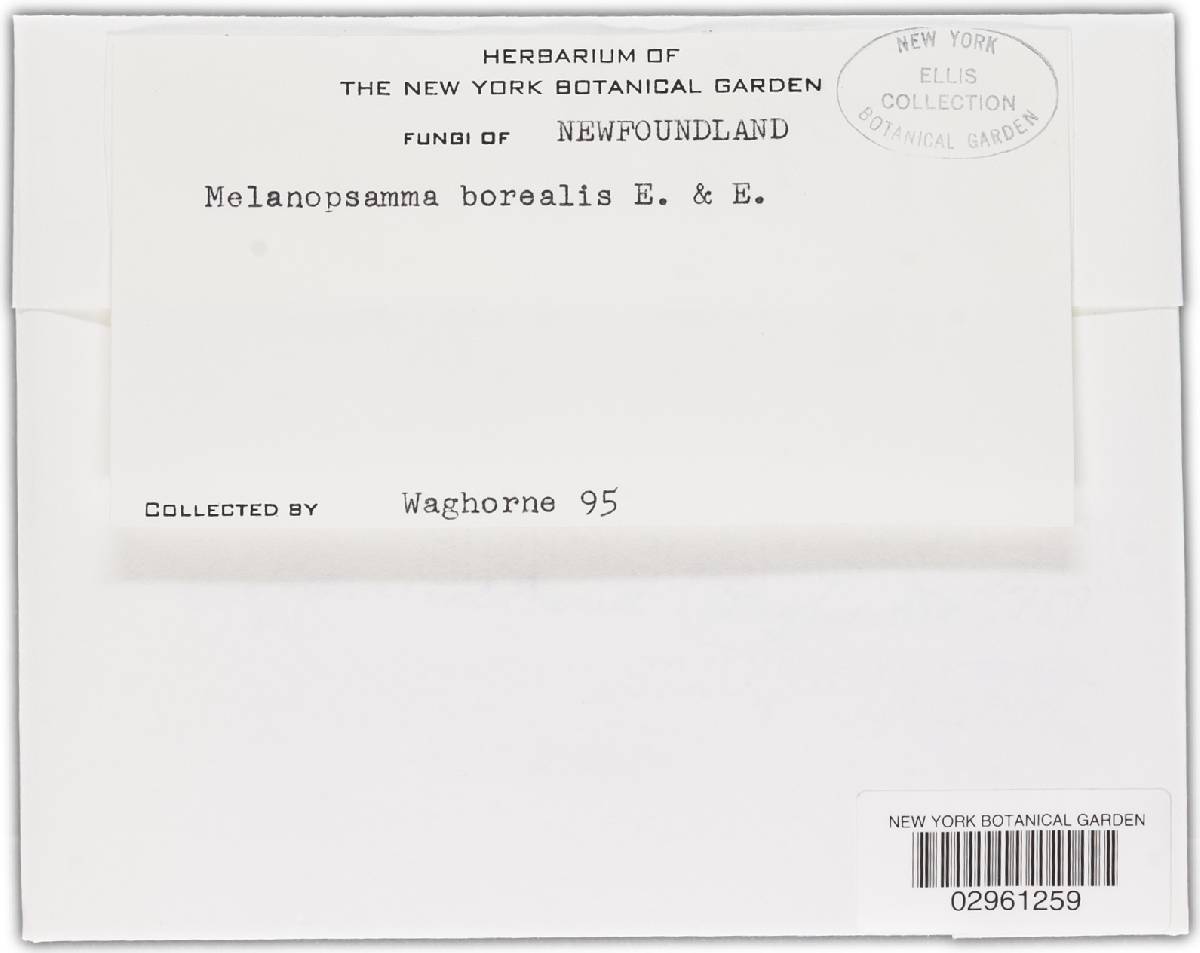 HERBARIUM OF
THE NEW YORK BOTANICAL GARDEN
FUNGI OF NEWFOUNDLAND
NEW YORK
ELLIS
COLLECTION
BOTANICAL GARDEN
Melanopsamma borealis E. & E.
COLLECTED BY Waghorne 95
NEW YORK BOTANICAL GARDEN
02961259